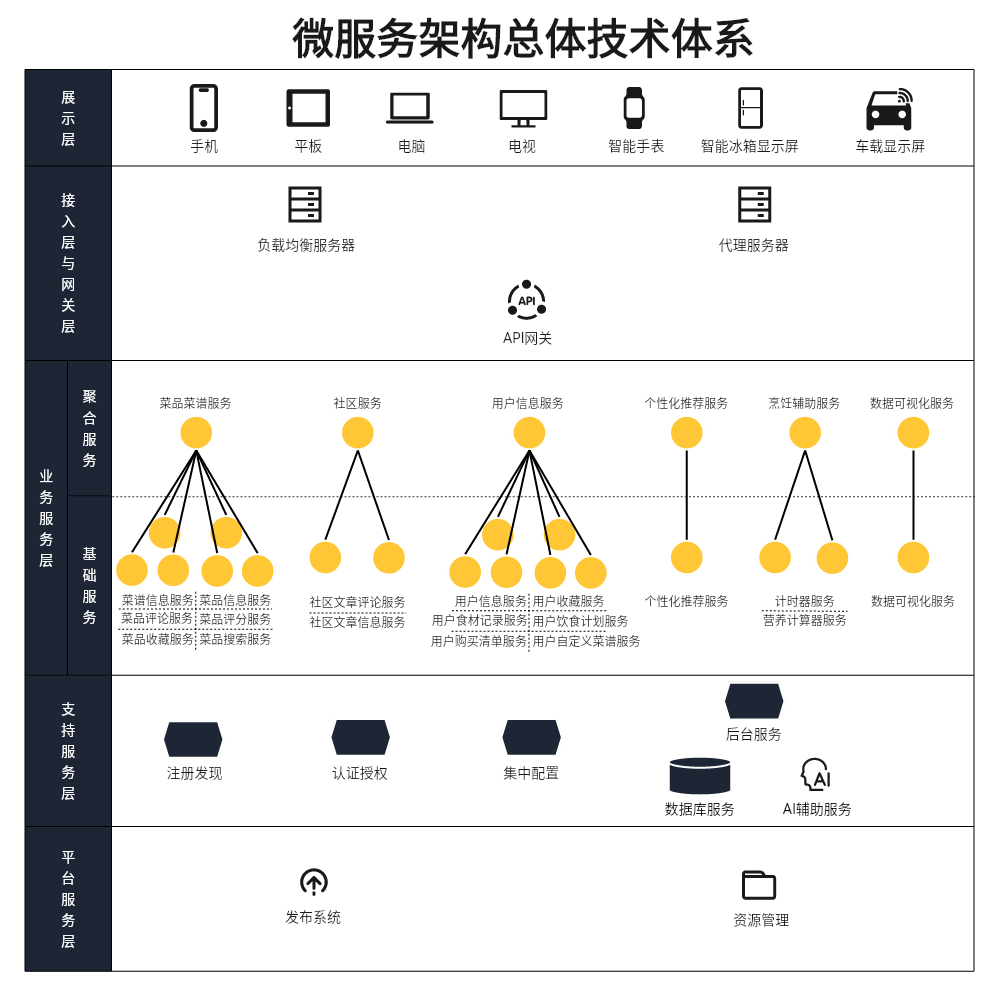 微服务架构总体技术体系
展示层
手机
平板
电脑
电视
智能手表
智能冰箱显示屏
车载显示屏
接入层与网关层
负载均衡服务器
代理服务器
API
API网关
业务服务层
聚合服务
菜品菜谱服务
社区服务
用户信息服务
个性化推荐服务
烹饪辅助服务
数据可视化服务
基础服务
菜谱信息服务
菜品信息服务
菜品评论服务
菜品评分服务
菜品收藏服务
菜品搜索服务
社区文章评论服务
社区文章信息服务
用户信息服务
用户收藏服务
用户食材记录服务
用户饮食计划服务
用户购买清单服务
用户自定义菜谱服务
个性化推荐服务
计时器服务
营养计算器服务
数据可视化服务
支持服务层
注册发现
认证授权
集中配置
后台服务
数据库服务
AI
AI辅助服务
平台服务层
发布系统
资源管理